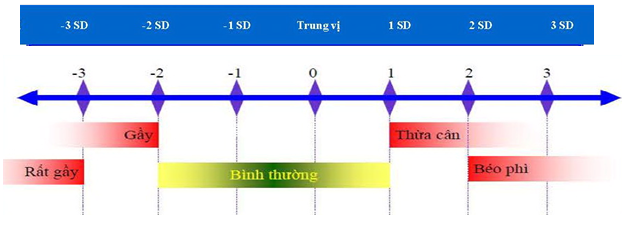 -3 SD -2 SD -1 SD Trung vị 1 SD 2 SD 3 SD
-3 -2 -1 0 1 2 3
Gầy Thừa cân
Rất gầy Bình thường Béo phì